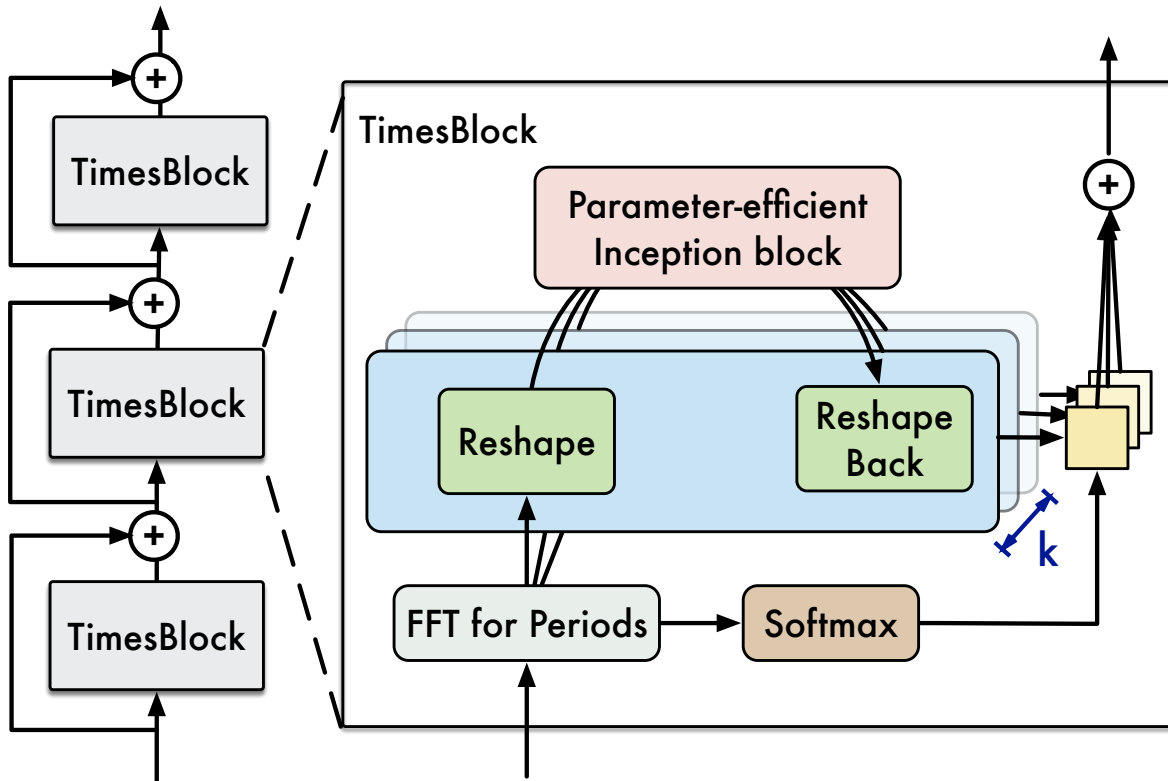 TimesBlock
TimesBlock
TimesBlock
TimesBlock
Parameter-efficient
Inception block
Reshape
Reshape
Back
k
FFT for Periods
Softmax
+
+
+
+